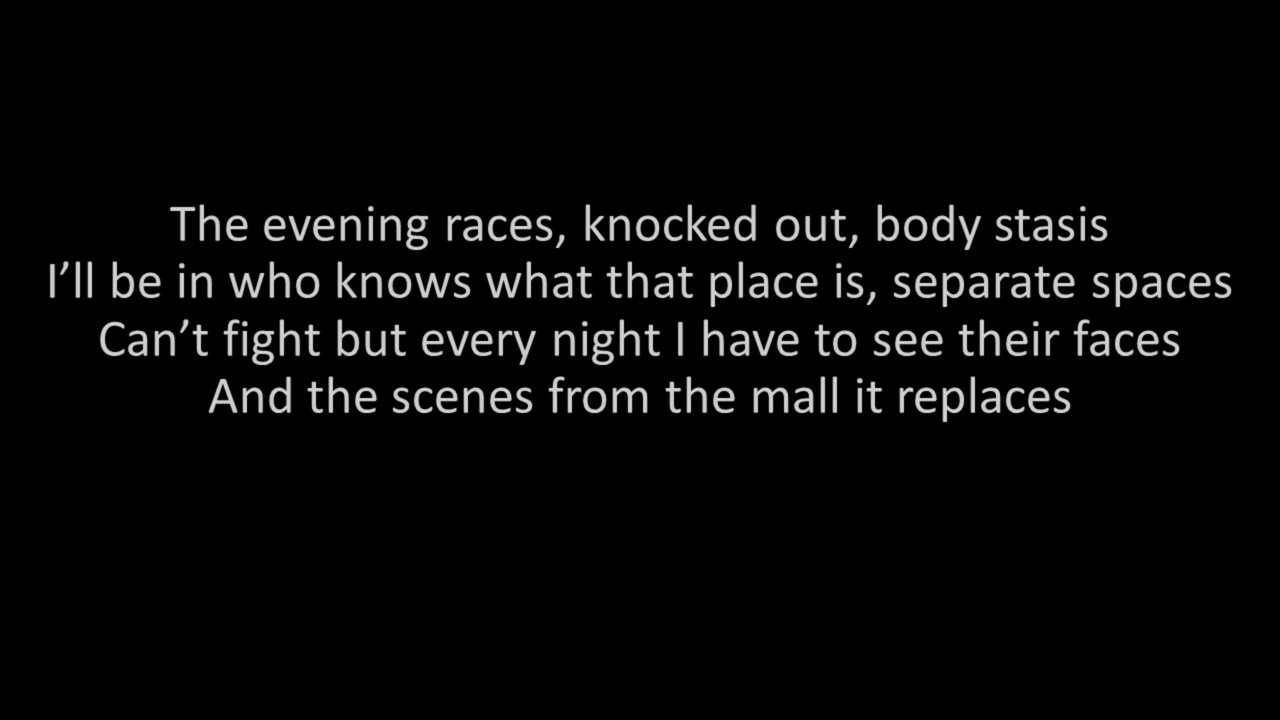 The evening races, knocked out, body stasis
I’ll be in who knows what that place is, separate spaces
Can’t fight but every night I have to see their faces
And the scenes from the mall it replaces